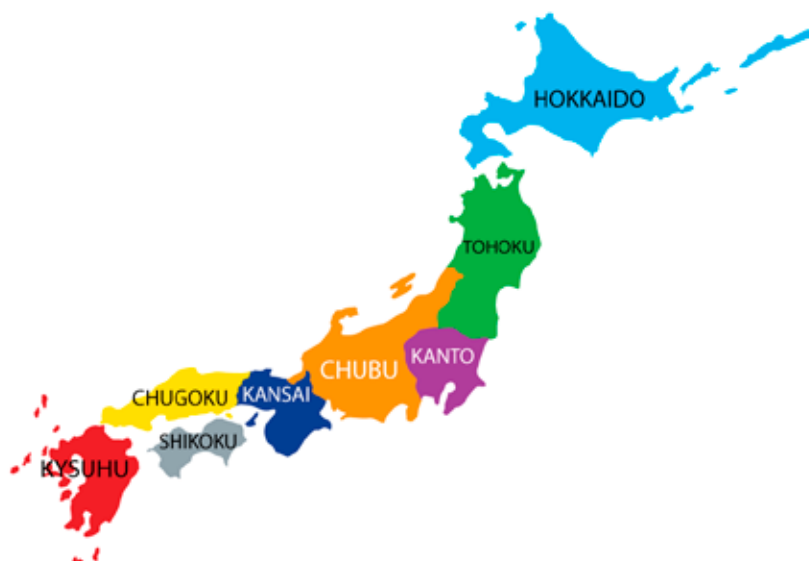 HOKKAIDO
TOHOKU
KANTO
CHUBU
KANSAI
CHUGOKU
SHIKOKU
KYSUHU